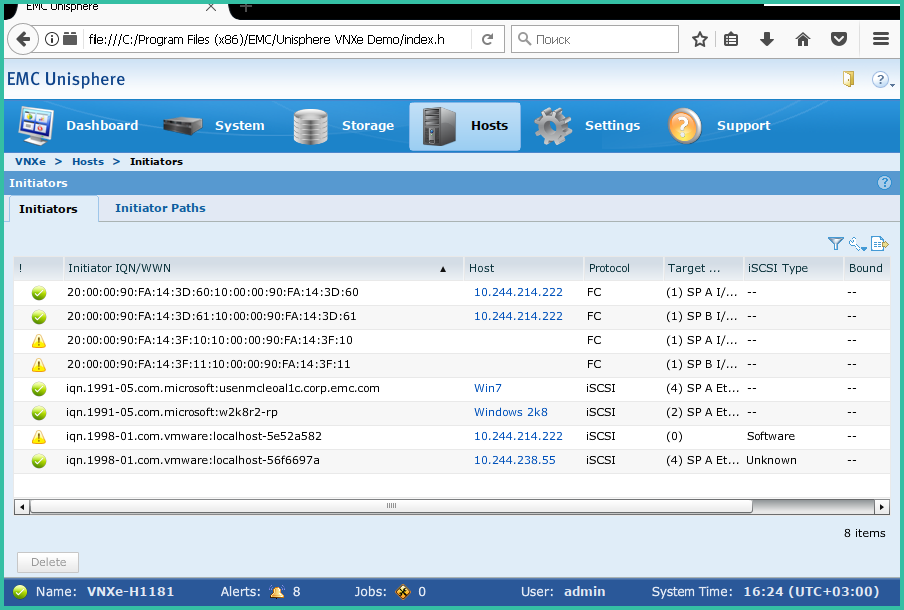 EMC Unisphere
file:///C:/Program Files (x86)/EMC/Unisphere VNXe Demo/index.h
Поиск
EMC Unisphere
Dashboard System Storage Hosts Settings Support
VNXe > Hosts > Initiators
Initiators
Initiators Initiator Paths
! Initiator IQN/WWN Host Protocol Target ... iSCSI Type Bound
20:00:00:90:FA:14:3D:60:10:00:00:90:FA:14:3D:60 10.244.214.222 FC (1) SP A I/... -- --
20:00:00:90:FA:14:3D:61:10:00:00:90:FA:14:3D:61 10.244.214.222 FC (1) SP B I/... -- --
20:00:00:90:FA:14:3F:10:10:00:00:90:FA:14:3F:10 FC (1) SP A I/... -- --
20:00:00:90:FA:14:3F:11:10:00:00:90:FA:14:3F:11 FC (1) SP B I/... -- --
iqn.1991-05.com.microsoft:usenmcleoal1c.corp.emc.com Win7 iSCSI (4) SP A Et... -- --
iqn.1991-05.com.microsoft:w2k8r2-rp Windows 2k8 iSCSI (2) SP A Et... -- --
iqn.1998-01.com.vmware:localhost-5e52a582 10.244.214.222 iSCSI (0) Software --
iqn.1998-01.com.vmware:localhost-56f6697a 10.244.238.55 iSCSI (4) SP A Et... Unknown --
8 items
Delete
Name: VNXe-H1181 Alerts: 8 Jobs: 0 User: admin System Time: 16:24 (UTC+03:00)